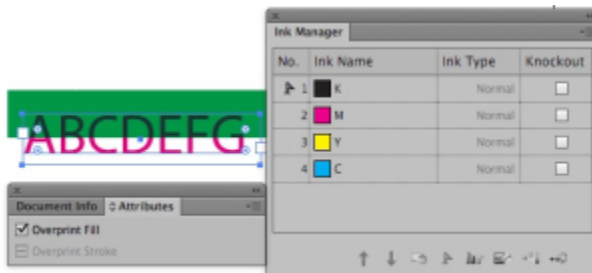 Ink Manager
No. Ink Name Ink Type Knockout
1 K Normal
2 M Normal
3 Y Normal
4 C Normal
ABCDEFG
Document Info Attributes
Overprint Fill
Overprint Stroke